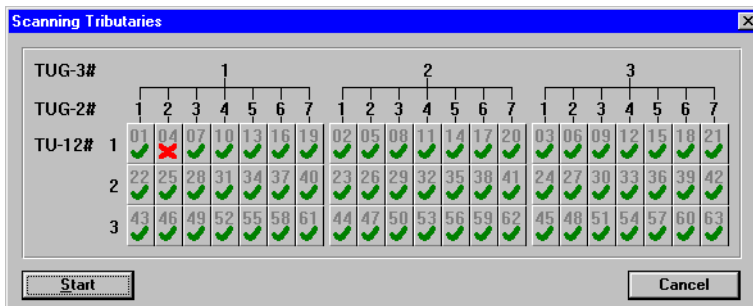 Scanning Tributaries
TUG-3# 1 2 3
TUG-2# 1 2 3 4 5 6 7 1 2 3 4 5 6 7 1 2 3 4 5 6 7
TU-12# 1 01 04 07 10 13 16 19 02 05 08 11 14 17 20 03 06 09 12 15 18 21
2 22 25 28 31 34 37 40 23 26 29 32 35 38 41 24 27 30 33 36 39 42
3 43 46 49 52 55 58 61 44 47 50 53 56 59 62 45 48 51 54 57 60 63
Start Cancel